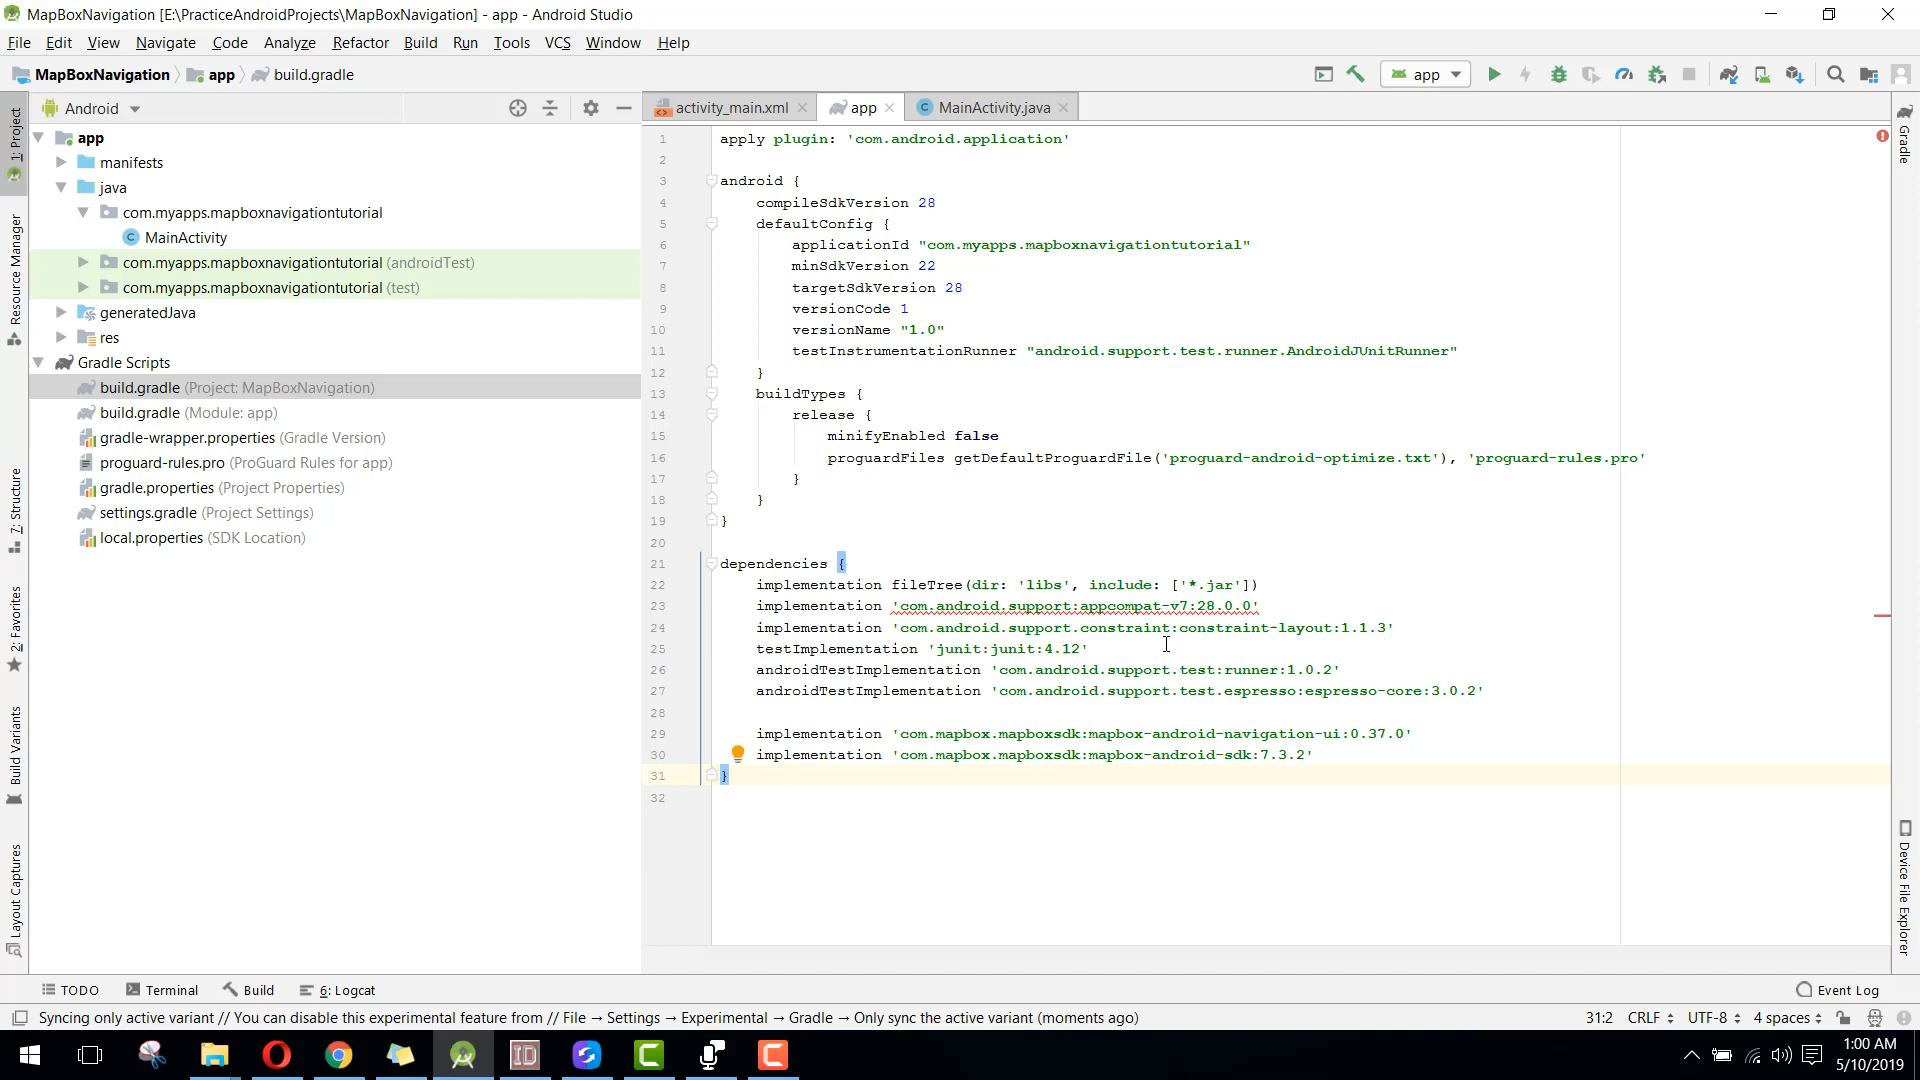 MapBoxNavigation [E:\PracticeAndroidProjects\MapBoxNavigation] - app - Android Studio
File Edit View Navigate Code Analyze Refactor Build Run Tools VCS Window Help
MapBoxNavigation app build.gradle
app
Android
activity_main.xml app MainActivity.java
1: Project
Resource Manager
7: Structure
2: Favorites
Build Variants
Layout Captures
app
manifests
java
com.myapps.mapboxnavigationtutorial
MainActivity
com.myapps.mapboxnavigationtutorial (androidTest)
com.myapps.mapboxnavigationtutorial (test)
generatedJava
res
Gradle Scripts
build.gradle (Project: MapBoxNavigation)
build.gradle (Module: app)
gradle-wrapper.properties (Gradle Version)
proguard-rules.pro (ProGuard Rules for app)
gradle.properties (Project Properties)
settings.gradle (Project Settings)
local.properties (SDK Location)
1 apply plugin: 'com.android.application'
2
3 android {
4 compileSdkVersion 28
5 defaultConfig {
6 applicationId "com.myapps.mapboxnavigationtutorial"
7 minSdkVersion 22
8 targetSdkVersion 28
9 versionCode 1
10 versionName "1.0"
11 testInstrumentationRunner "android.support.test.runner.AndroidJUnitRunner"
12 }
13 buildTypes {
14 release {
15 minifyEnabled false
16 proguardFiles getDefaultProguardFile('proguard-android-optimize.txt'), 'proguard-rules.pro'
17 }
18 }
19 }
20
21 dependencies {
22 implementation fileTree(dir: 'libs', include: ['*.jar'])
23 implementation 'com.android.support:appcompat-v7:28.0.0'
24 implementation 'com.android.support.constraint:constraint-layout:1.1.3'
25 testImplementation 'junit:junit:4.12'
26 androidTestImplementation 'com.android.support.test:runner:1.0.2'
27 androidTestImplementation 'com.android.support.test.espresso:espresso-core:3.0.2'
28
29 implementation 'com.mapbox.mapboxsdk:mapbox-android-navigation-ui:0.37.0'
30 implementation 'com.mapbox.mapboxsdk:mapbox-android-sdk:7.3.2'
31 }
32
Gradle
Device File Explorer
TODO Terminal Build 6: Logcat Event Log
Syncing only active variant // You can disable this experimental feature from // File → Settings → Experimental → Gradle → Only sync the active variant (moments ago) 31:2 CRLF UTF-8 4 spaces
1:00 AM
5/10/2019